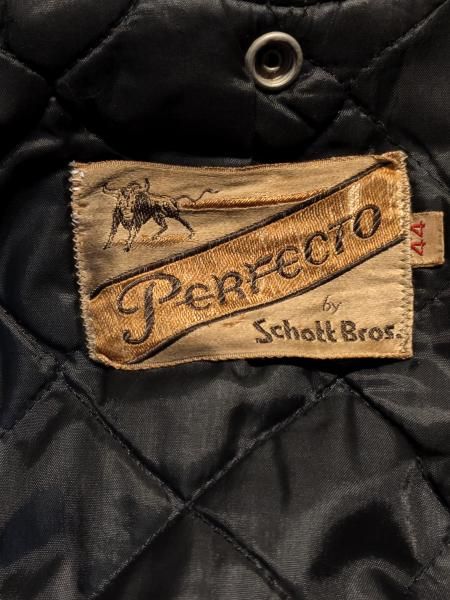 Perfecto
by
Schott Bros.
44